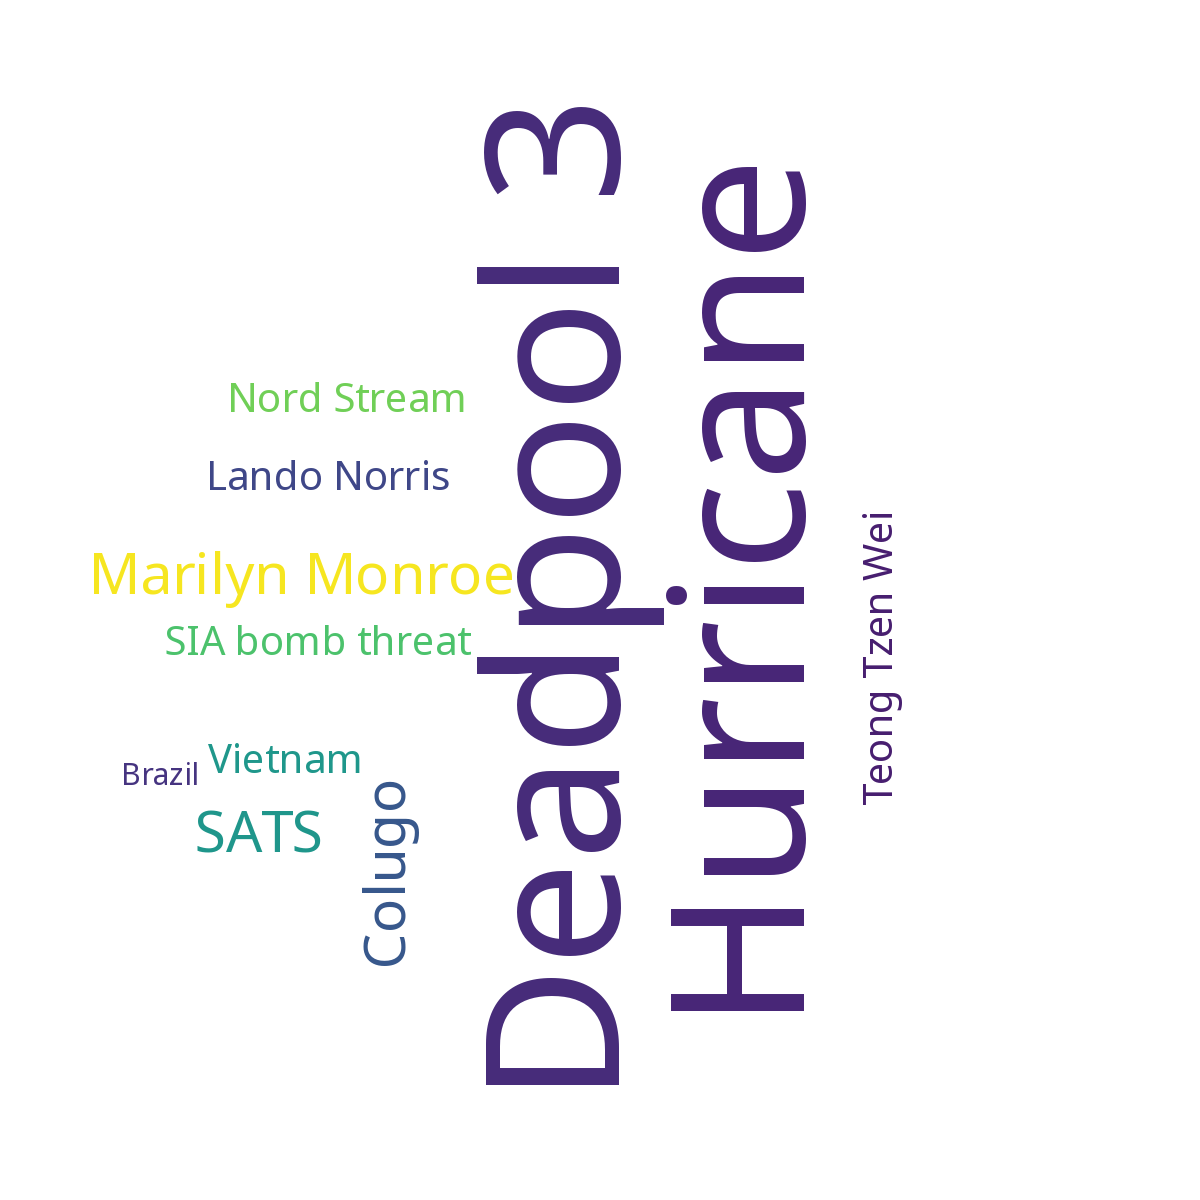 Nord Stream
Lando Norris
Marilyn Monroe
SIA bomb threat
Vietnam
Brazil
SATS
Colugo
Deadpool 3
Hurricane
Teong Tzen Wei